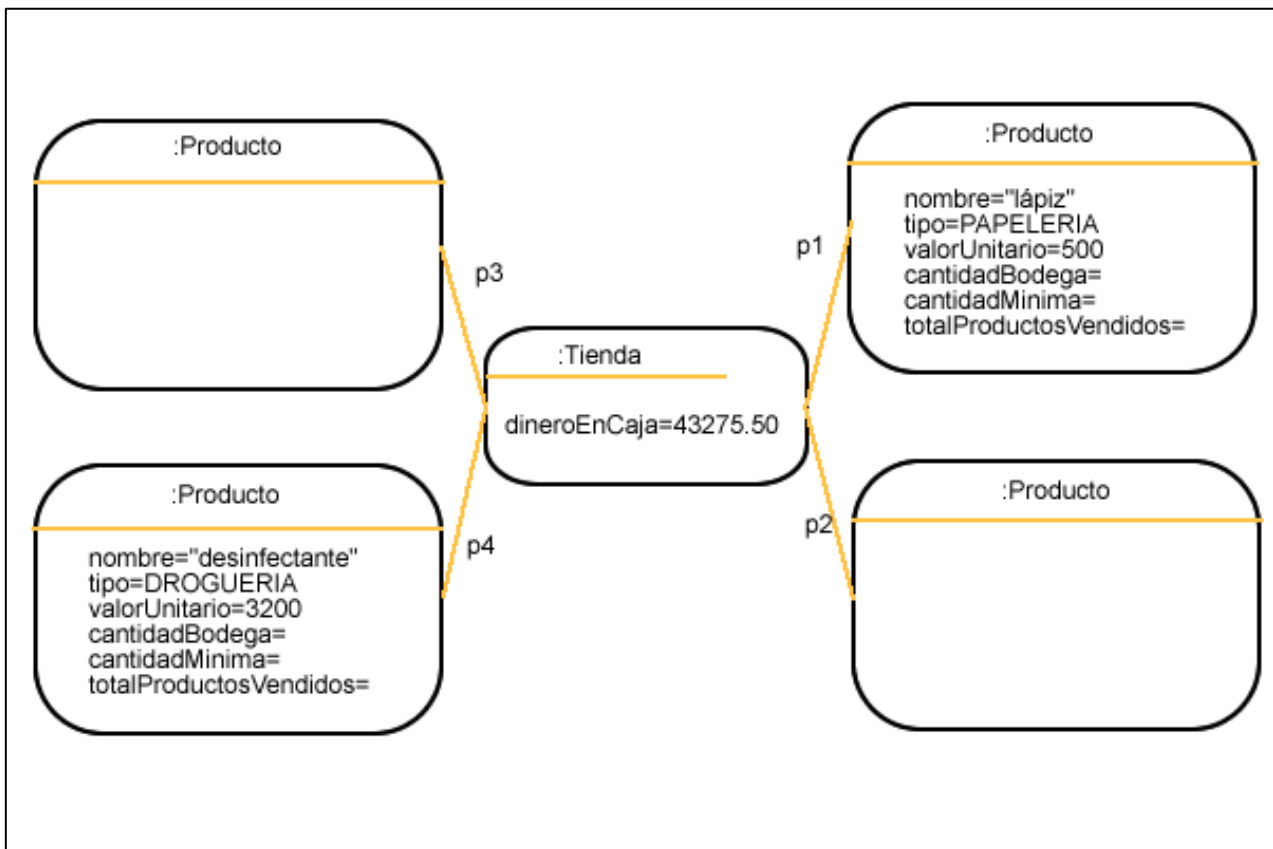 :Producto
p3
:Producto
nombre="lápiz"
tipo=PAPELERIA
valorUnitario=500
cantidadBodega=
cantidadMinima=
totalProductosVendidos=
p1
:Tienda
dineroEnCaja=43275.50
:Producto
nombre="desinfectante"
tipo=DROGUERIA
valorUnitario=3200
cantidadBodega=
cantidadMinima=
totalProductosVendidos=
p4
:Producto
p2